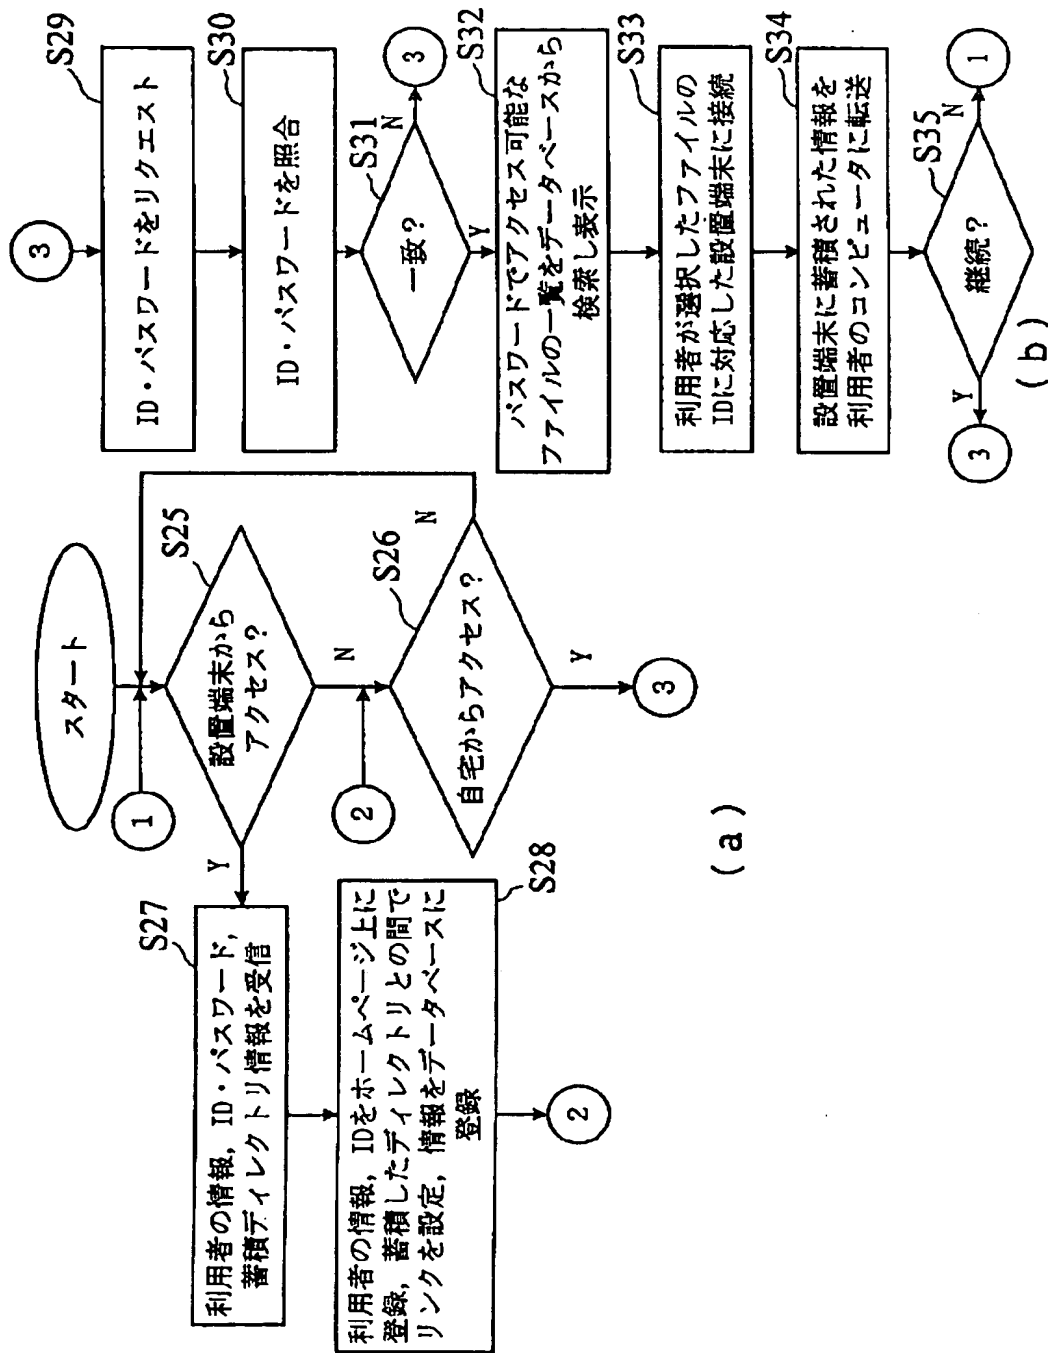 スタート
1
設置端末から
アクセス?
S25
Y
N
2
自宅からアクセス?
S26
N
Y
3
S27
利用者の情報, ID・パスワード,
蓄積ディレクトリ情報を受信
S28
利用者の情報, IDをホームページ上に
登録, 蓄積したディレクトリとの間で
リンクを設定, 情報をデータベースに
登録
2
(a)
3
S29
ID・パスワードをリクエスト
S30
ID・パスワードを照合
S31
一致?
N
3
Y
S32
パスワードでアクセス可能な
ファイルの一覧をデータベースから
検索し表示
S33
利用者が選択したファイルの
IDに対応した設置端末に接続
S34
設置端末に蓄積された情報を
利用者のコンピュータに転送
S35
継続?
Y
3
N
1
(b)